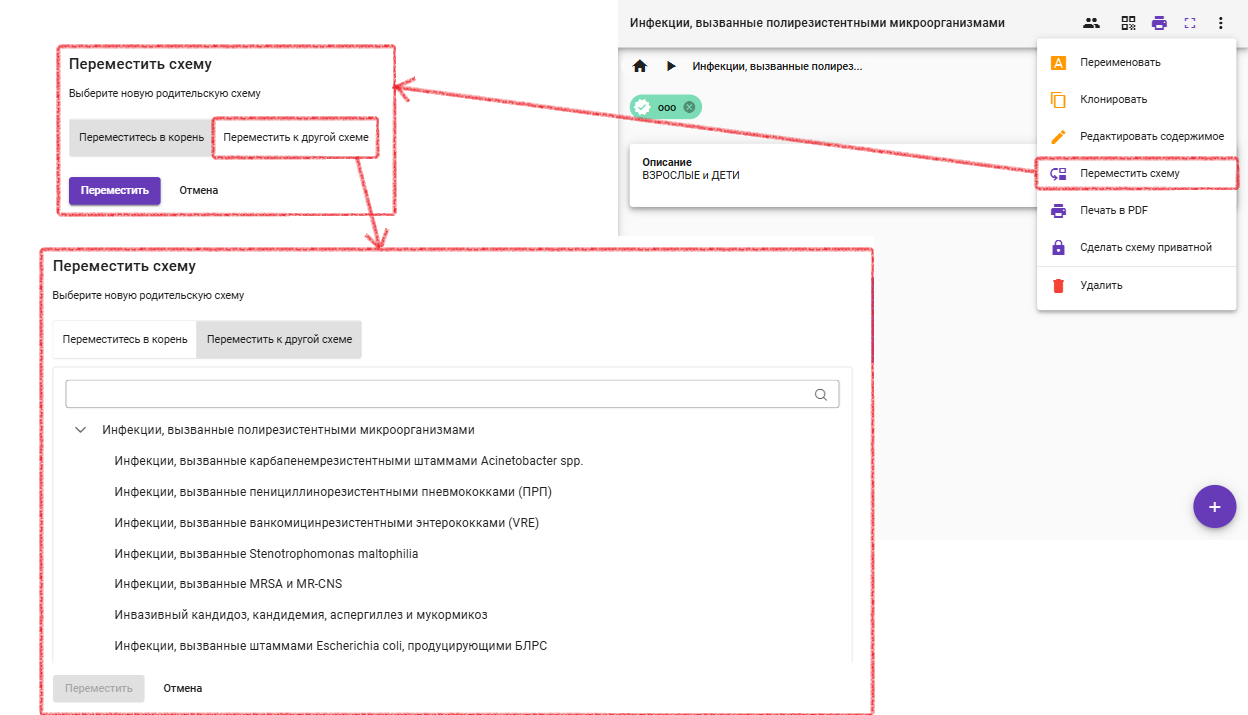 Инфекции, вызванные полирезистентными микроорганизмами
Инфекции, вызванные полирез...
ооо
Описание
ВЗРОСЛЫЕ и ДЕТИ
Переименовать
Клонировать
Редактировать содержимое
Переместить схему
Печать в PDF
Сделать схему приватной
Удалить
Переместить схему
Выберите новую родительскую схему
Переместитесь в корень Переместить к другой схеме
Переместить Отмена
Переместить схему
Выберите новую родительскую схему
Переместитесь в корень Переместить к другой схеме
Инфекции, вызванные полирезистентными микроорганизмами
Инфекции, вызванные карбапенемрезистентными штаммами Acinetobacter spp.
Инфекции, вызванные пенициллинорезистентными пневмококками (ПРП)
Инфекции, вызванные ванкомицинрезистентными энтерококками (VRE)
Инфекции, вызванные Stenotrophomonas maltophilia
Инфекции, вызванные MRSA и MR-CNS
Инвазивный кандидоз, кандидемия, аспергиллез и мукормикоз
Инфекции, вызванные штаммами Escherichia coli, продуцирующими БЛРС
Переместить Отмена